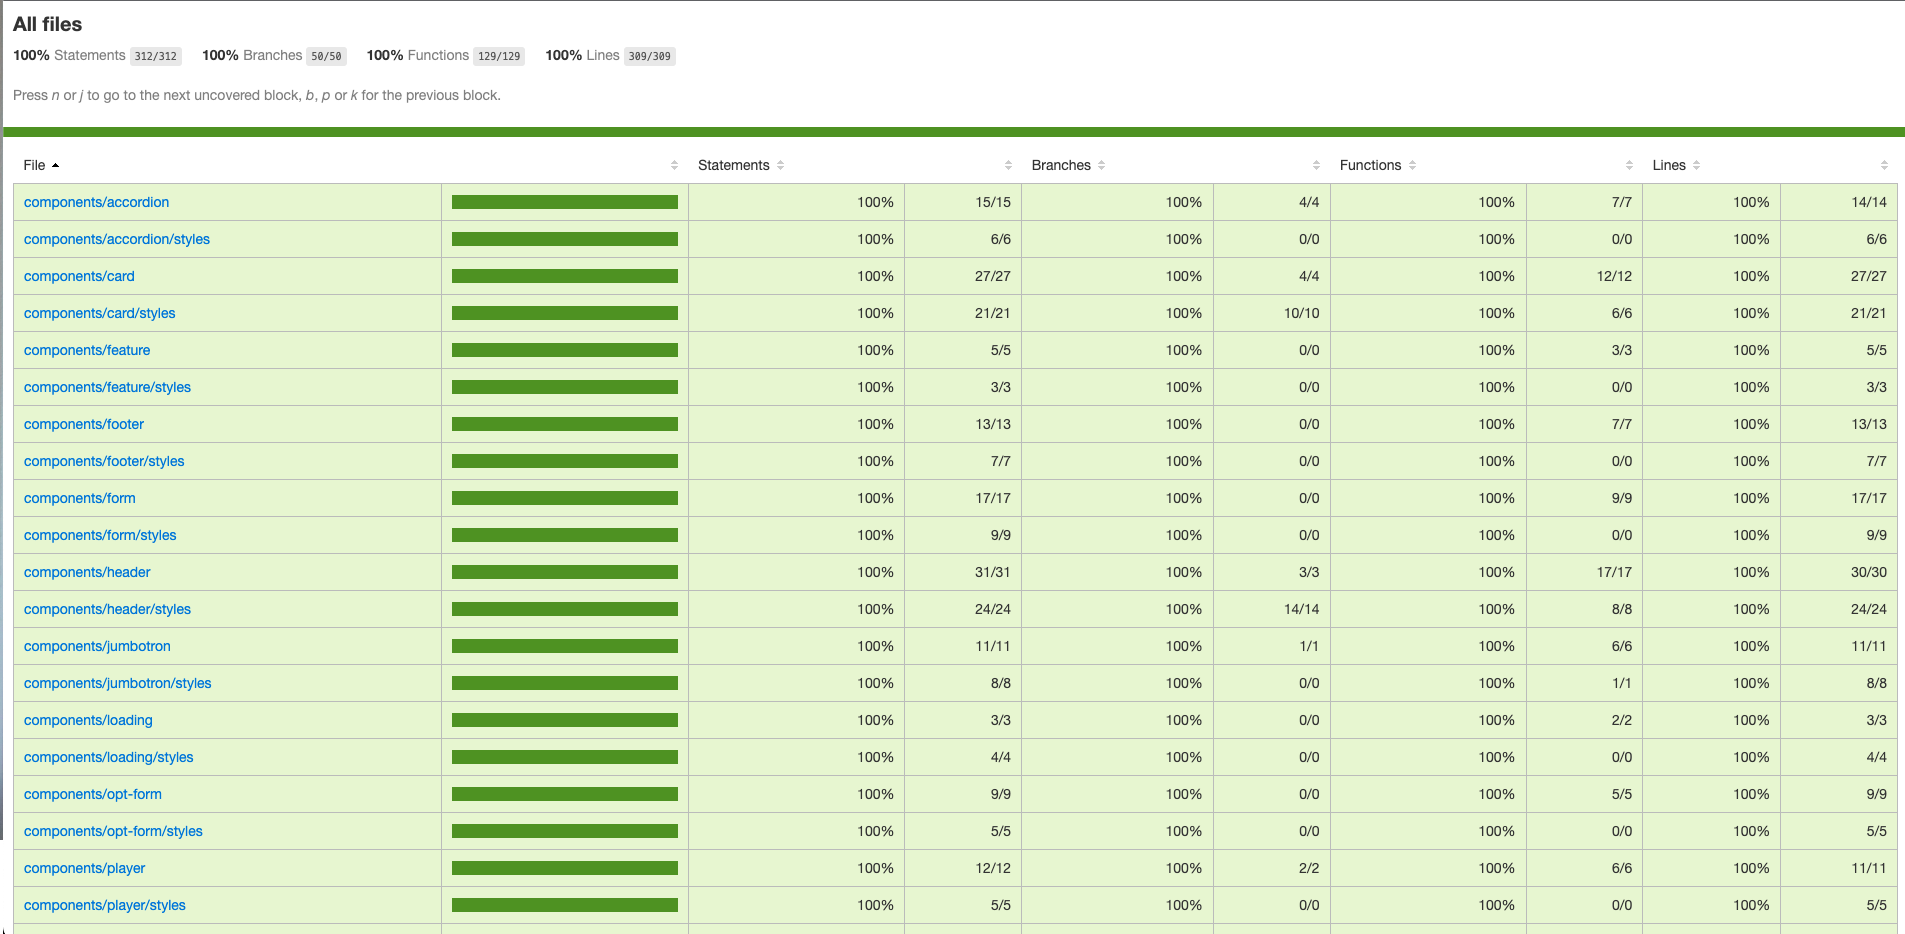 All files
100% Statements 312/312 100% Branches 50/50 100% Functions 129/129 100% Lines 309/309
Press n or j to go to the next uncovered block, b, p or k for the previous block.
File Statements Branches Functions Lines
components/accordion 100% 15/15 100% 4/4 100% 7/7 100% 14/14
components/accordion/styles 100% 6/6 100% 0/0 100% 0/0 100% 6/6
components/card 100% 27/27 100% 4/4 100% 12/12 100% 27/27
components/card/styles 100% 21/21 100% 10/10 100% 6/6 100% 21/21
components/feature 100% 5/5 100% 0/0 100% 3/3 100% 5/5
components/feature/styles 100% 3/3 100% 0/0 100% 0/0 100% 3/3
components/footer 100% 13/13 100% 0/0 100% 7/7 100% 13/13
components/footer/styles 100% 7/7 100% 0/0 100% 0/0 100% 7/7
components/form 100% 17/17 100% 0/0 100% 9/9 100% 17/17
components/form/styles 100% 9/9 100% 0/0 100% 0/0 100% 9/9
components/header 100% 31/31 100% 3/3 100% 17/17 100% 30/30
components/header/styles 100% 24/24 100% 14/14 100% 8/8 100% 24/24
components/jumbotron 100% 11/11 100% 1/1 100% 6/6 100% 11/11
components/jumbotron/styles 100% 8/8 100% 0/0 100% 1/1 100% 8/8
components/loading 100% 3/3 100% 0/0 100% 2/2 100% 3/3
components/loading/styles 100% 4/4 100% 0/0 100% 0/0 100% 4/4
components/opt-form 100% 9/9 100% 0/0 100% 5/5 100% 9/9
components/opt-form/styles 100% 5/5 100% 0/0 100% 0/0 100% 5/5
components/player 100% 12/12 100% 2/2 100% 6/6 100% 11/11
components/player/styles 100% 5/5 100% 0/0 100% 0/0 100% 5/5